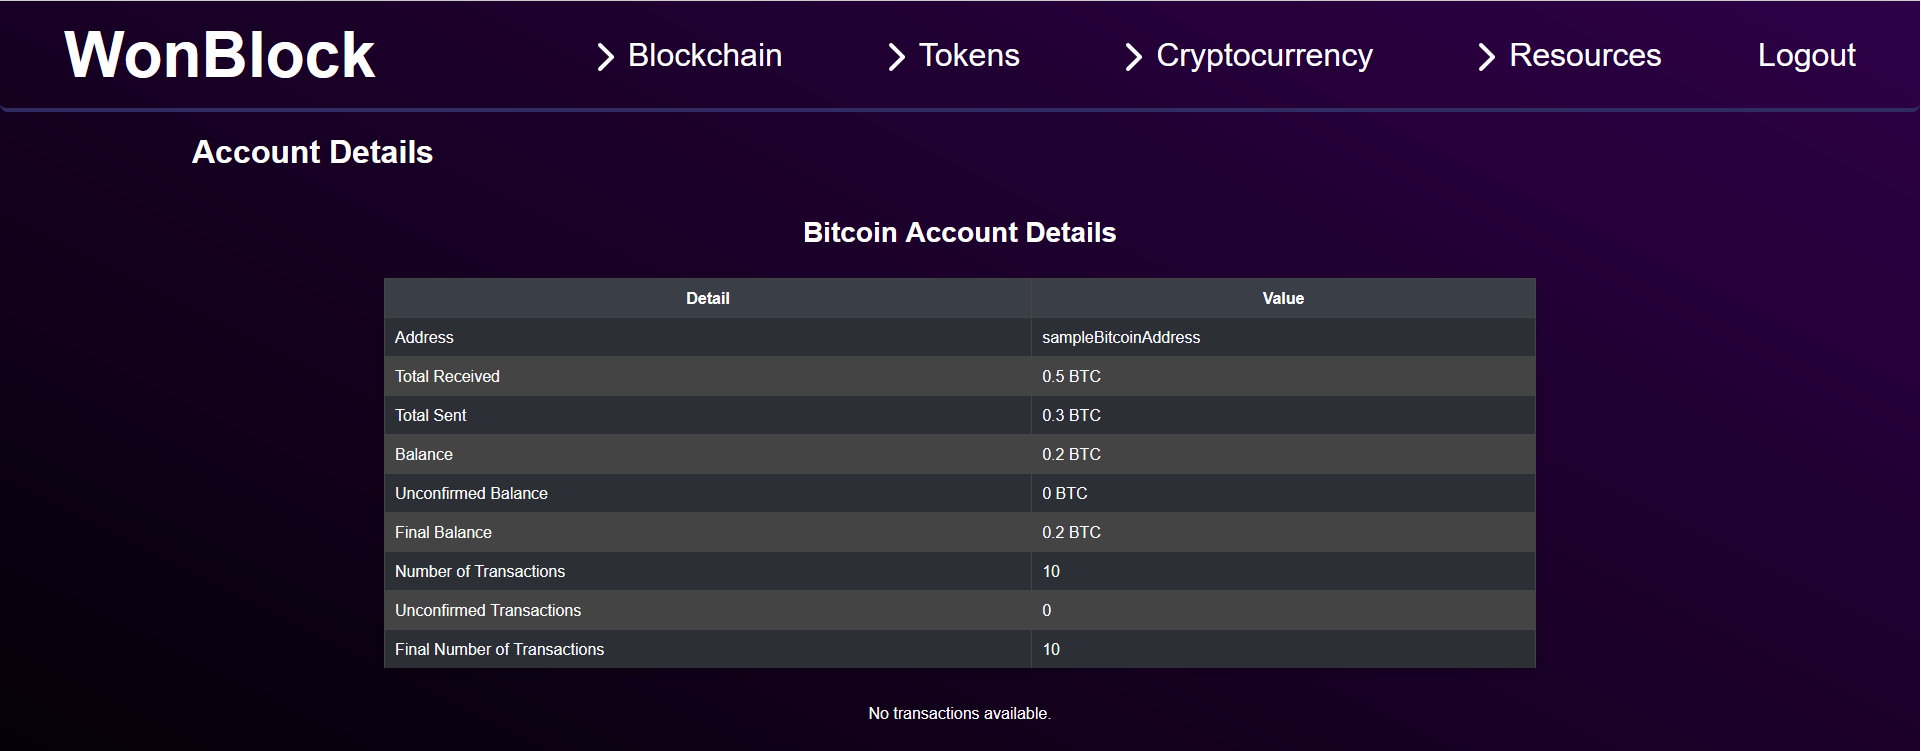 WonBlock Blockchain Tokens Cryptocurrency Resources Logout
Account Details
Bitcoin Account Details
Detail Value
Address sampleBitcoinAddress
Total Received 0.5 BTC
Total Sent 0.3 BTC
Balance 0.2 BTC
Unconfirmed Balance 0 BTC
Final Balance 0.2 BTC
Number of Transactions 10
Unconfirmed Transactions 0
Final Number of Transactions 10
No transactions available.